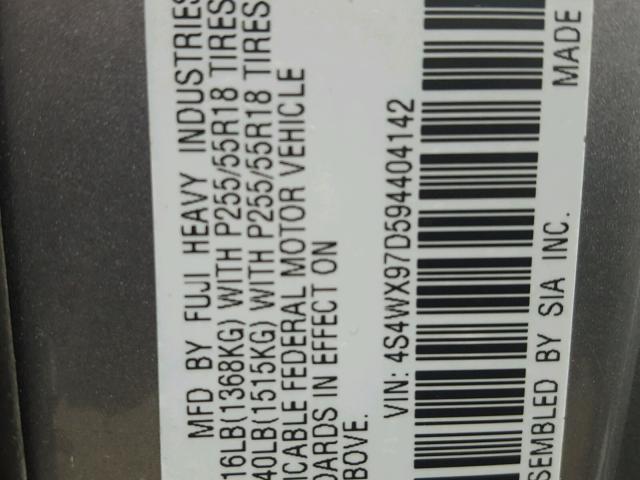 MFD BY FUJI HEAVY INDUSTRIES
16LB(1368KG) WITH P255/55R18 TIRES
40LB(1515KG) WITH P255/55R18 TIRES
ICABLE FEDERAL MOTOR VEHICLE
DARDS IN EFFECT ON
BOVE.
VIN: 4S4WX97D594404142
SEMBLED BY SIA INC.
MADE